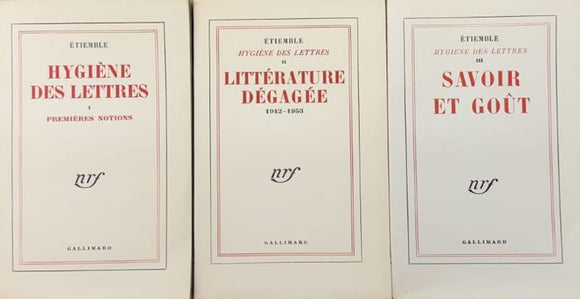 ÉTIEMBLE
HYGIÈNE
DES LETTRES
I
PREMIÈRES NOTIONS
nrf
GALLIMARD
ÉTIEMBLE
HYGIÈNE DES LETTRES
II
LITTÉRATURE
DÉGAGÉE
1942-1953
nrf
GALLIMARD
ÉTIEMBLE
HYGIÈNE DES LETTRES
III
SAVOIR
ET GOÛT
nrf
GALLIMARD